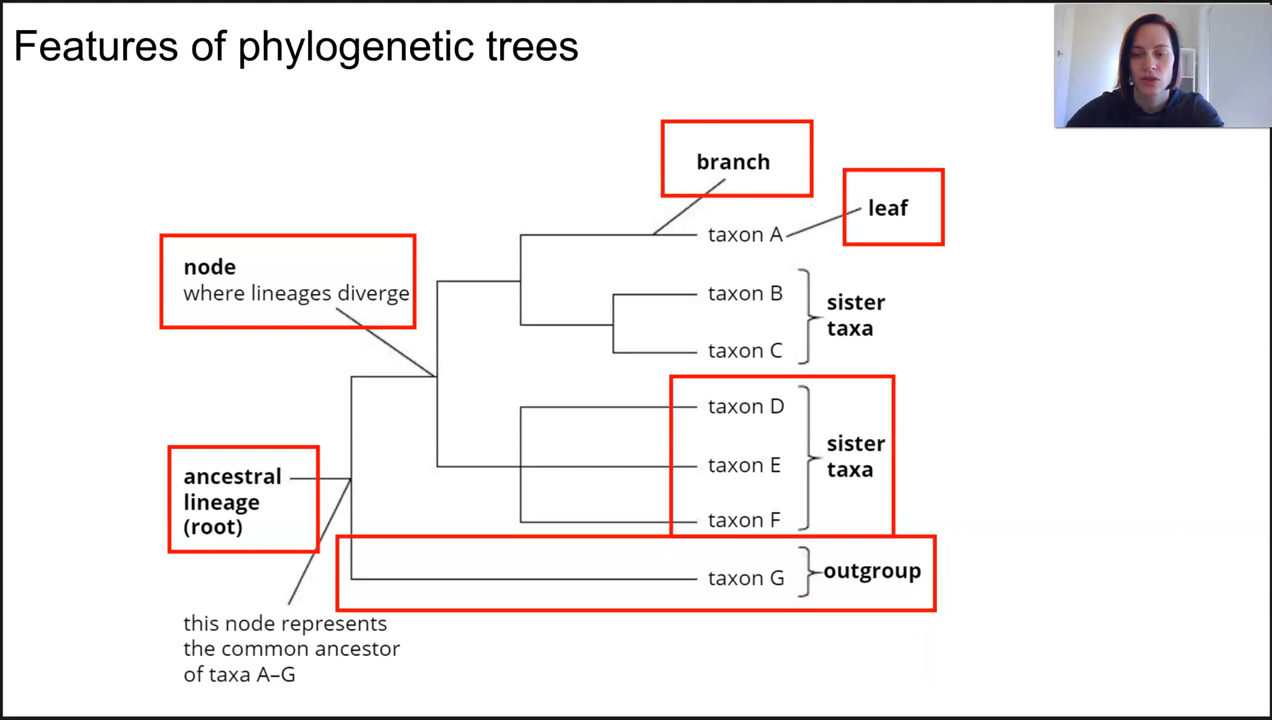 Features of phylogenetic trees
branch
leaf
taxon A
node
where lineages diverge
taxon B
sister
taxa
taxon C
taxon D
sister
taxa
taxon E
ancestral
lineage
(root)
taxon F
taxon G
outgroup
this node represents
the common ancestor
of taxa A–G